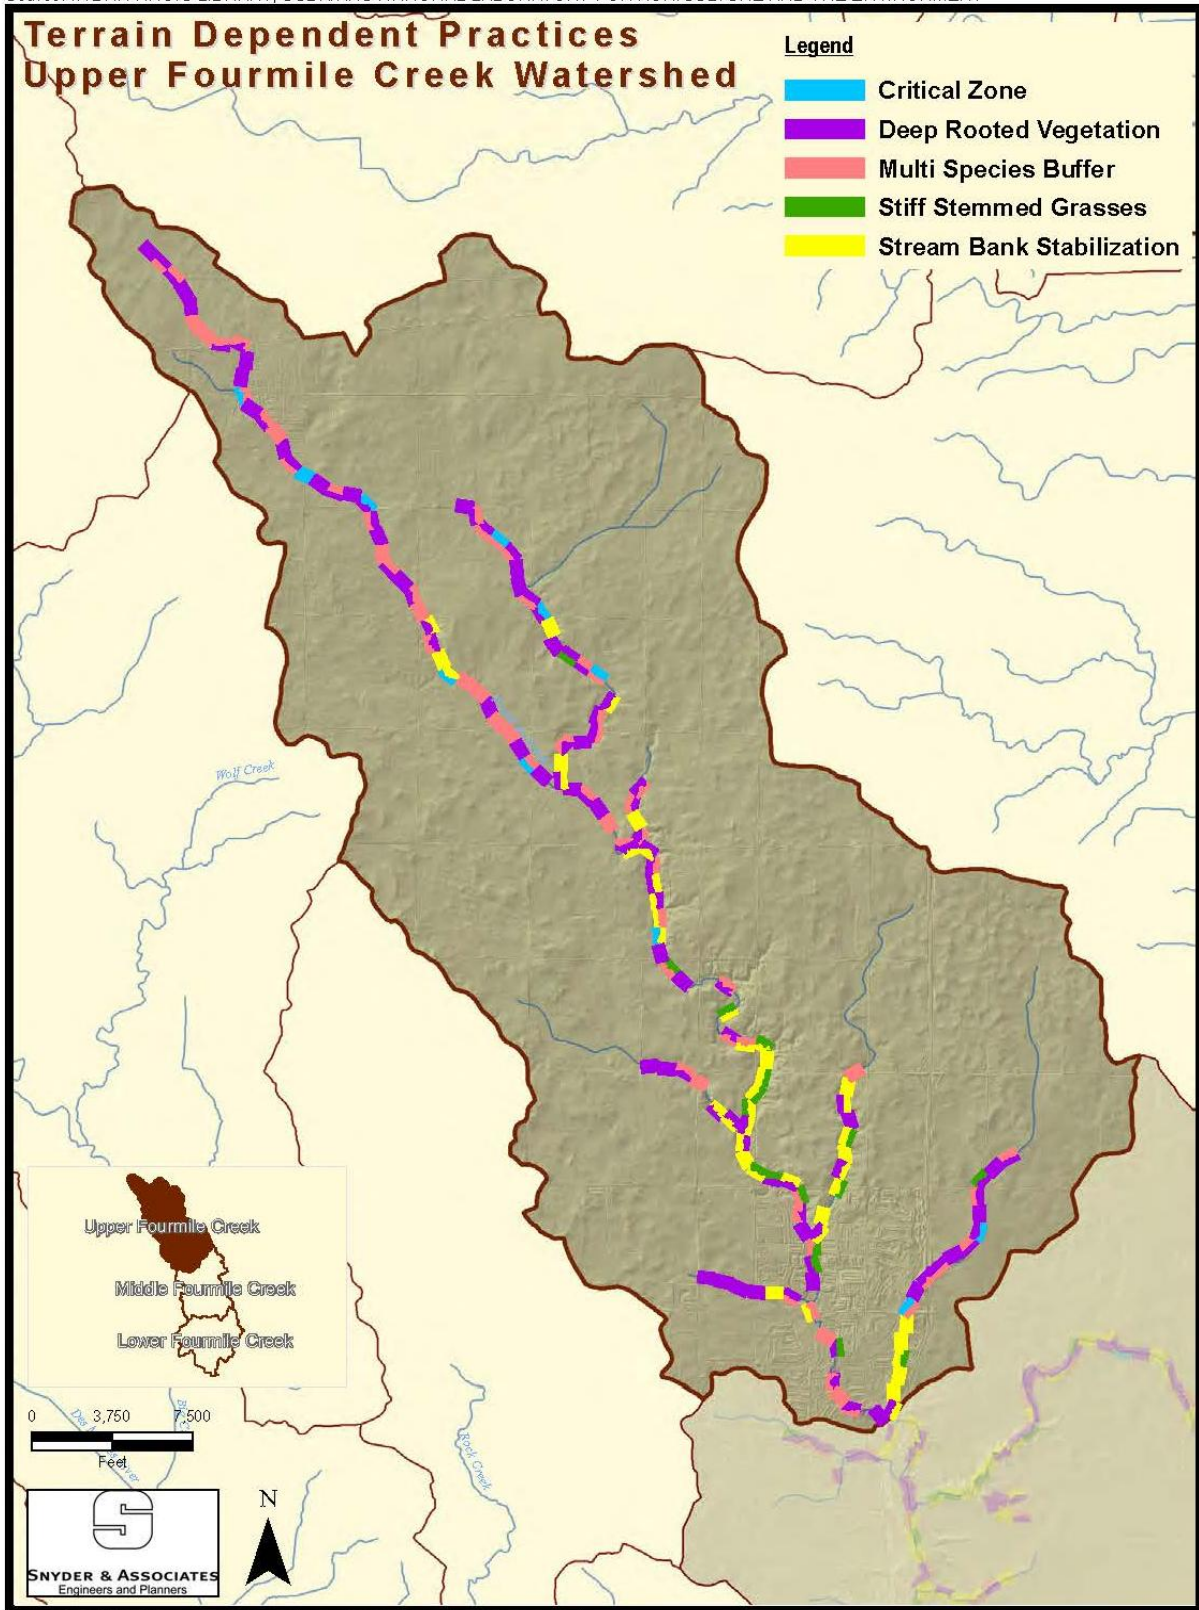 Terrain Dependent Practices
Upper Fourmile Creek Watershed
Legend
Critical Zone
Deep Rooted Vegetation
Multi Species Buffer
Stiff Stemmed Grasses
Stream Bank Stabilization
Wolf Creek
Upper Fourmile Creek
Middle Fourmile Creek
Lower Fourmile Creek
0 3,750 7,500
Feet
Rock Creek
N
S
SNYDER & ASSOCIATES
Engineers and Planners